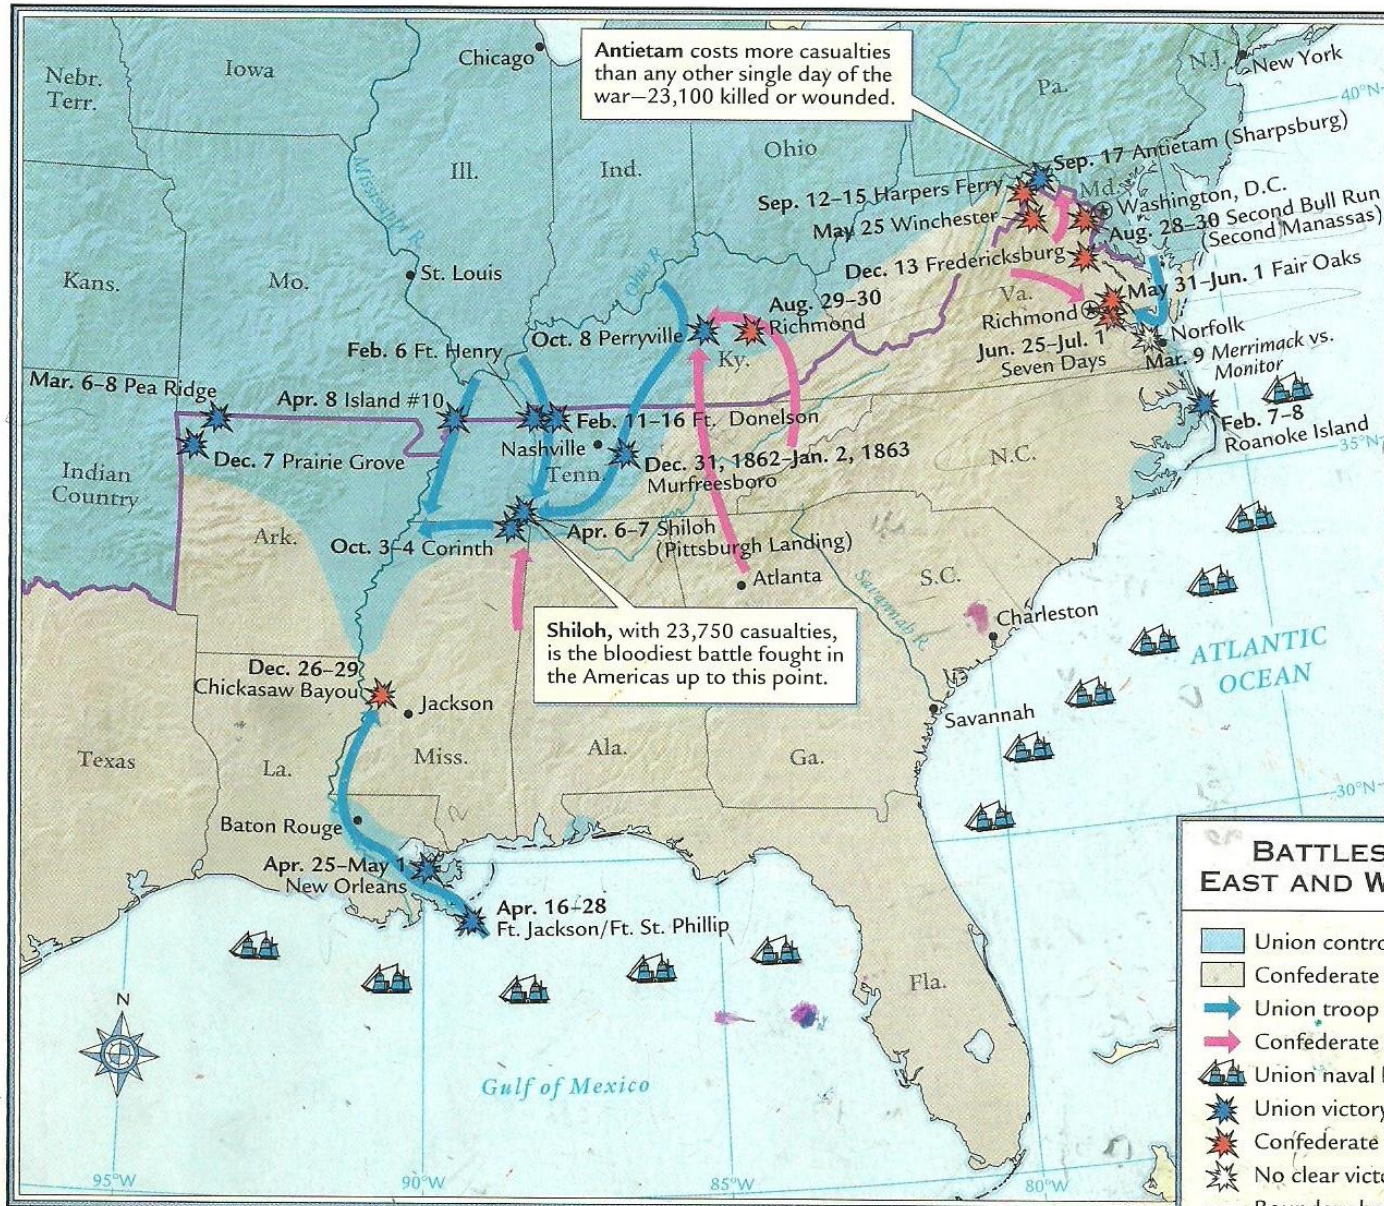 Antietam costs more casualties
than any other single day of the
war—23,100 killed or wounded.
Chicago
Nebr.
Terr.
Iowa
N.J.
New York
Pa.
40°N
Ohio
Ill.
Ind.
Mississippi R.
Sep. 17 Antietam (Sharpsburg)
Md.
Sep. 12–15 Harpers Ferry
Washington, D.C.
May 25 Winchester
Aug. 28–30 Second Bull Run
(Second Manassas)
Dec. 13 Fredericksburg
May 31–Jun. 1 Fair Oaks
Va.
Richmond
Norfolk
Jun. 25–Jul. 1
Seven Days
Mar. 9 Merrimack vs.
Monitor
Kans.
Mo.
St. Louis
Ohio R.
Aug. 29–30
Richmond
Oct. 8 Perryville
Ky.
Feb. 6 Ft. Henry
Mar. 6–8 Pea Ridge
Apr. 8 Island #10
Feb. 11–16 Ft. Donelson
Feb. 7–8
Roanoke Island
35°N
Nashville
Dec. 7 Prairie Grove
Tenn.
Dec. 31, 1862–Jan. 2, 1863
Murfreesboro
N.C.
Indian
Country
Ark.
Oct. 3–4 Corinth
Apr. 6–7 Shiloh
(Pittsburgh Landing)
Atlanta
S.C.
Savannah R.
Charleston
Shiloh, with 23,750 casualties,
is the bloodiest battle fought in
the Americas up to this point.
ATLANTIC
OCEAN
Dec. 26–29
Chickasaw Bayou
Jackson
Savannah
Texas
La.
Miss.
Ala.
Ga.
30°N
Baton Rouge
Apr. 25–May 1
New Orleans
Apr. 16–28
Ft. Jackson/Ft. St. Phillip
Fla.
N
Gulf of Mexico
95°W
90°W
85°W
80°W
BATTLES
EAST AND W
Union contro
Confederate
Union troop
Confederate
Union naval
Union victory
Confederate
No clear victo